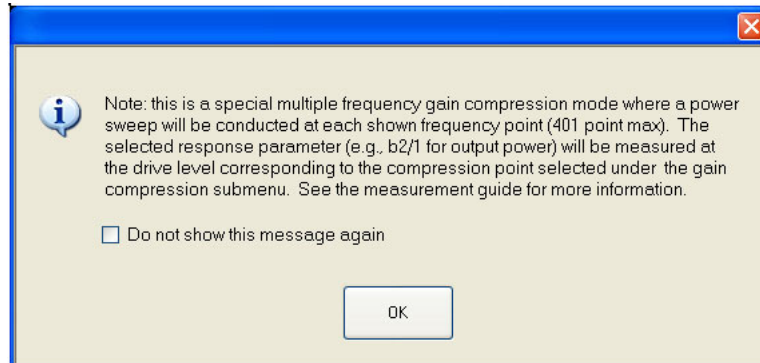 Note: this is a special multiple frequency gain compression mode where a power
sweep will be conducted at each shown frequency point (401 point max). The
selected response parameter (e.g., b2/1 for output power) will be measured at
the drive level corresponding to the compression point selected under the gain
compression submenu. See the measurement guide for more information.
Do not show this message again
OK